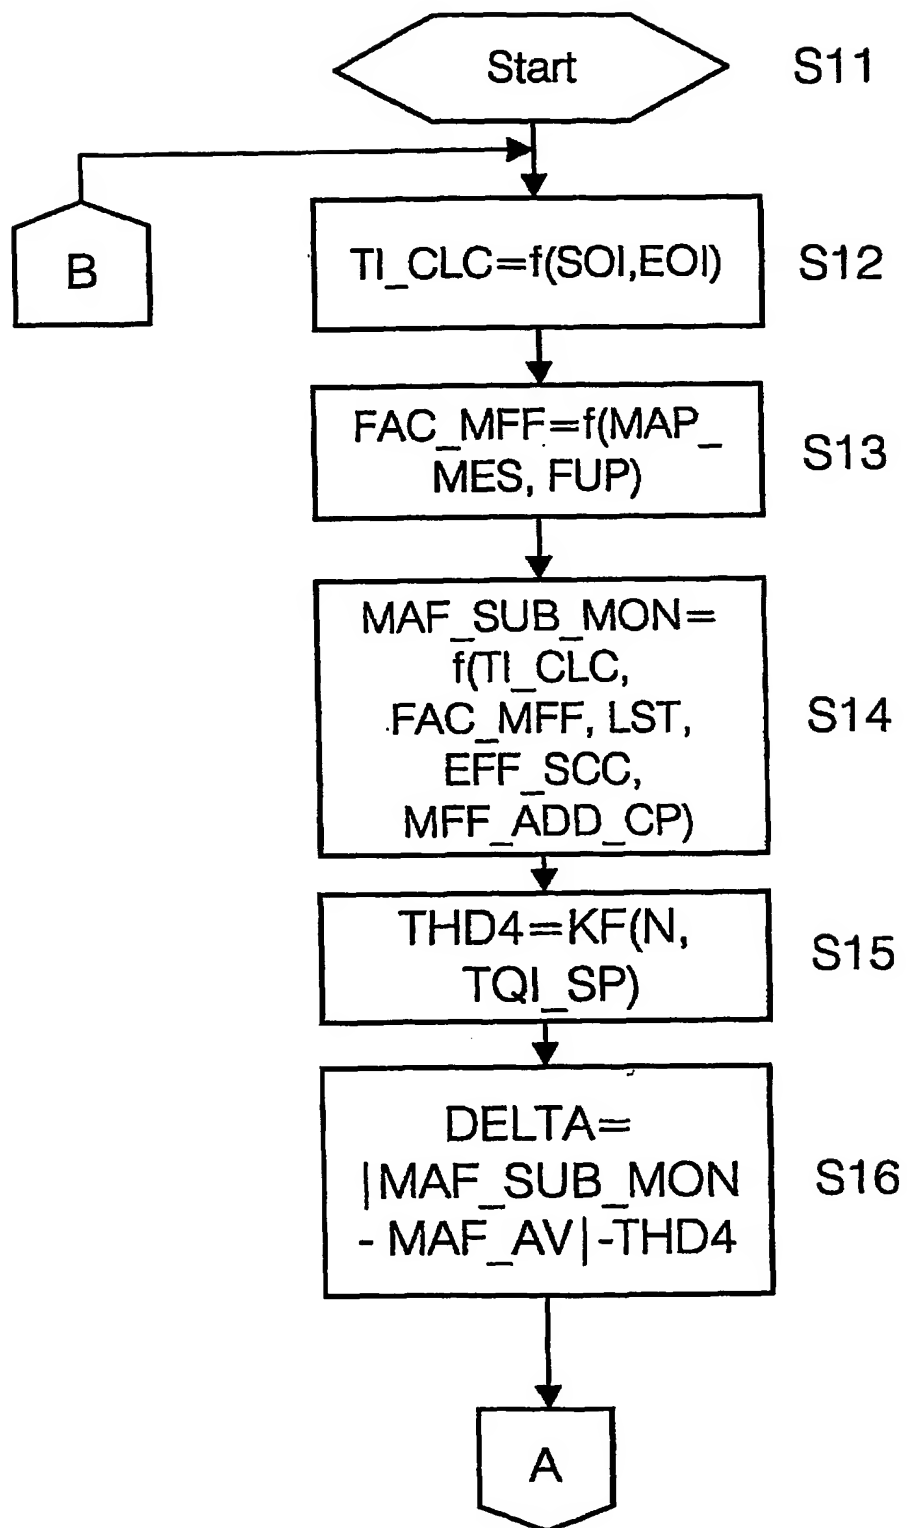 Start
S11
B
TI_CLC=f(SOI,EOI)
S12
FAC_MFF=f(MAP_
MES, FUP)
S13
MAF_SUB_MON=
f(TI_CLC,
FAC_MFF, LST,
EFF_SCC,
MFF_ADD_CP)
S14
THD4=KF(N,
TQI_SP)
S15
DELTA=
|MAF_SUB_MON
- MAF_AV| -THD4
S16
A